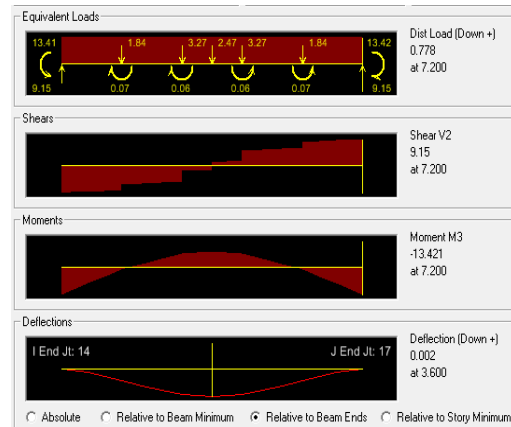 Equivalent Loads
13.41 1.84 3.27 2.47 3.27 1.84 13.42
9.15 0.07 0.06 0.06 0.07 9.15
Dist Load (Down +)
0.778
at 7.200
Shears
Shear V2
9.15
at 7.200
Moments
Moment M3
-13.421
at 7.200
Deflections
I End Jt: 14 J End Jt: 17
Deflection (Down +)
0.002
at 3.600
Absolute Relative to Beam Minimum Relative to Beam Ends Relative to Story Minimum